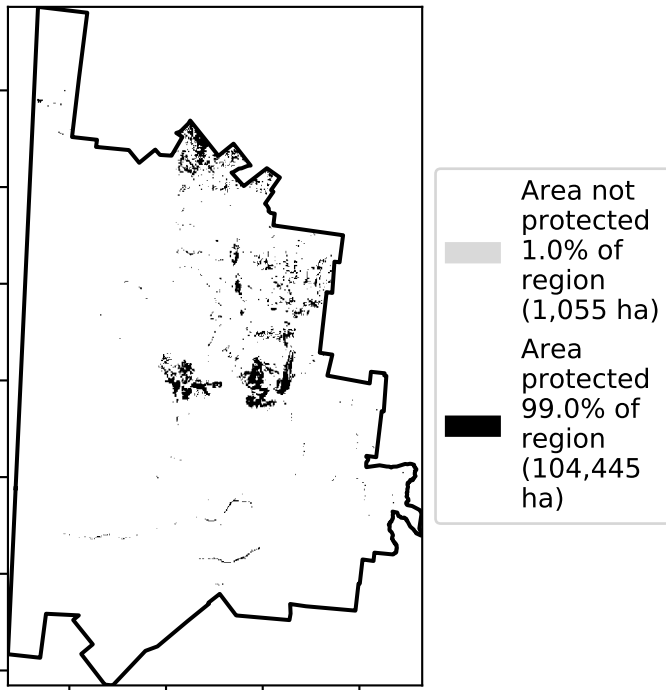 Area not
protected
1.0% of
region
(1,055 ha)
Area
protected
99.0% of
region
(104,445
ha)